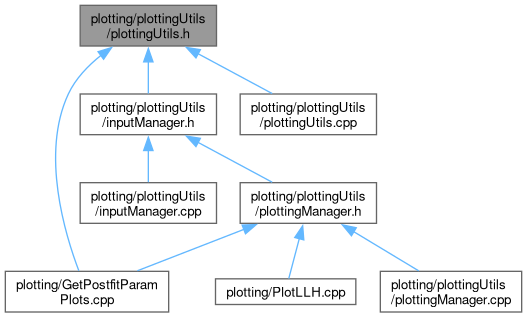 plotting/plottingUtils
/plottingUtils.h
plotting/plottingUtils
/inputManager.h
plotting/plottingUtils
/plottingUtils.cpp
plotting/plottingUtils
/inputManager.cpp
plotting/plottingUtils
/plottingManager.h
plotting/GetPostfitParam
Plots.cpp
plotting/PlotLLH.cpp
plotting/plottingUtils
/plottingManager.cpp